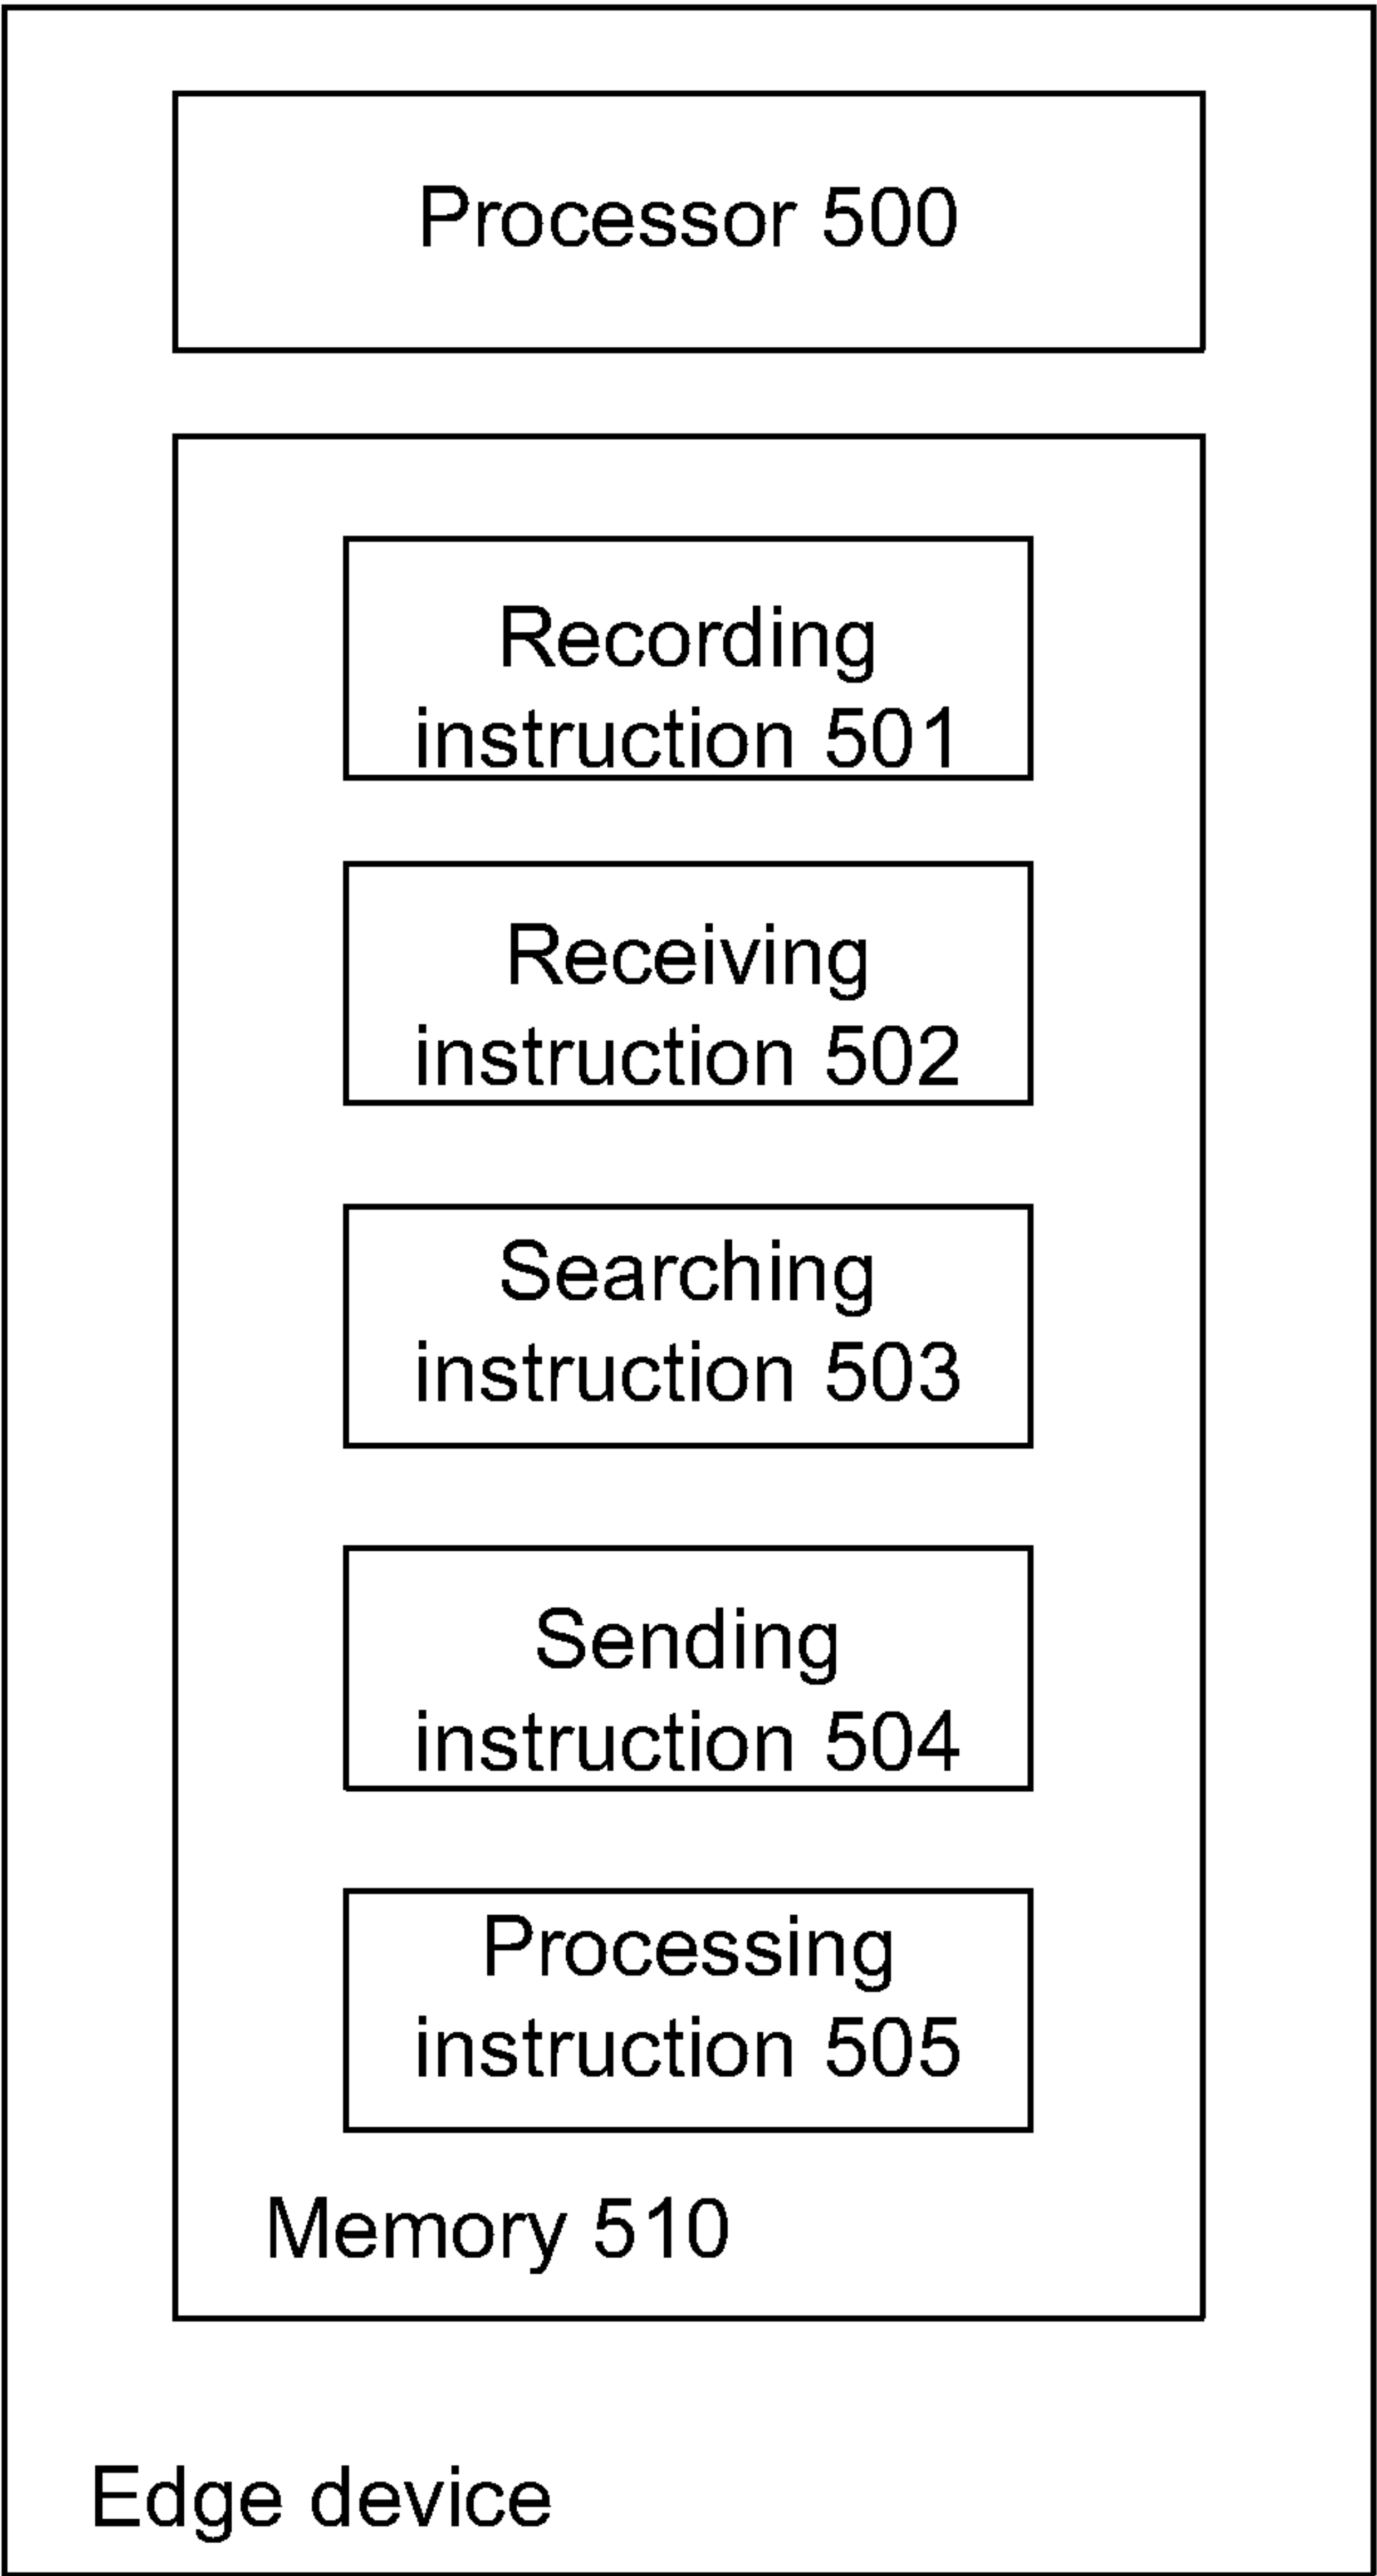 Processor 500
Recording
instruction 501
Receiving
instruction 502
Searching
instruction 503
Sending
instruction 504
Processing
instruction 505
Memory 510
Edge device